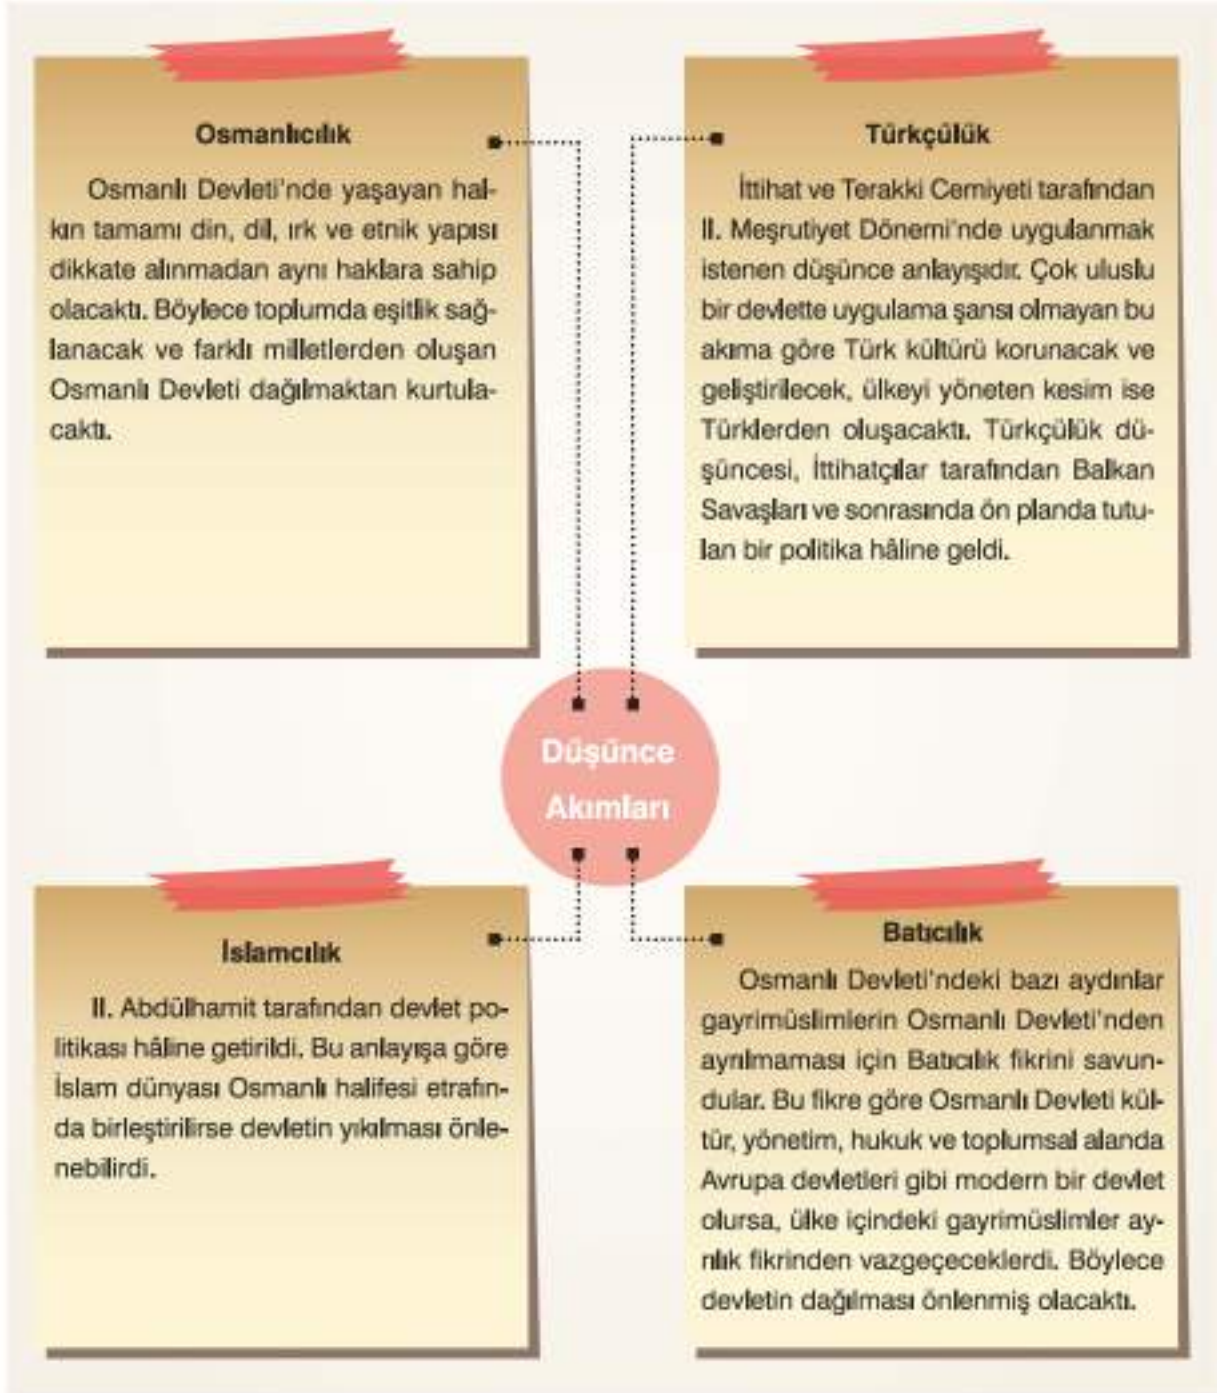 Osmanlıcılık
Osmanlı Devleti'nde yaşayan hal-
kın tamamı din, dil, ırk ve etnik yapısı
dikkate alınmadan aynı haklara sahip
olacaktı. Böylece toplumda eşitlik sağ-
lanacak ve farklı milletlerden oluşan
Osmanlı Devleti dağılmaktan kurtula-
caktı.
Türkçülük
İttihat ve Terakki Cemiyeti tarafından
II. Meşrutiyet Dönemi'nde uygulanmak
istenen düşünce anlayışıdır. Çok uluslu
bir devlette uygulama şansı olmayan bu
akıma göre Türk kültürü korunacak ve
geliştirilecek, ülkeyi yöneten kesim ise
Türklerden oluşacaktı. Türkçülük dü-
şüncesi, İttihatçılar tarafından Balkan
Savaşları ve sonrasında ön planda tutu-
lan bir politika hâline geldi.
Düşünce
Akımları
İslamcılık
II. Abdülhamit tarafından devlet po-
litikası hâline getirildi. Bu anlayışa göre
İslam dünyası Osmanlı halifesi etrafın-
da birleştirilirse devletin yıkılması önle-
nebilirdi.
Batıcılık
Osmanlı Devleti'ndeki bazı aydınlar
gayrimüslimlerin Osmanlı Devleti'nden
ayrılmaması için Batıcılık fikrini savun-
dular. Bu fikre göre Osmanlı Devleti kül-
tür, yönetim, hukuk ve toplumsal alanda
Avrupa devletleri gibi modern bir devlet
olursa, ülke içindeki gayrimüslimler ay-
rılık fikrinden vazgeçeceklerdi. Böylece
devletin dağılması önlenmiş olacaktı.